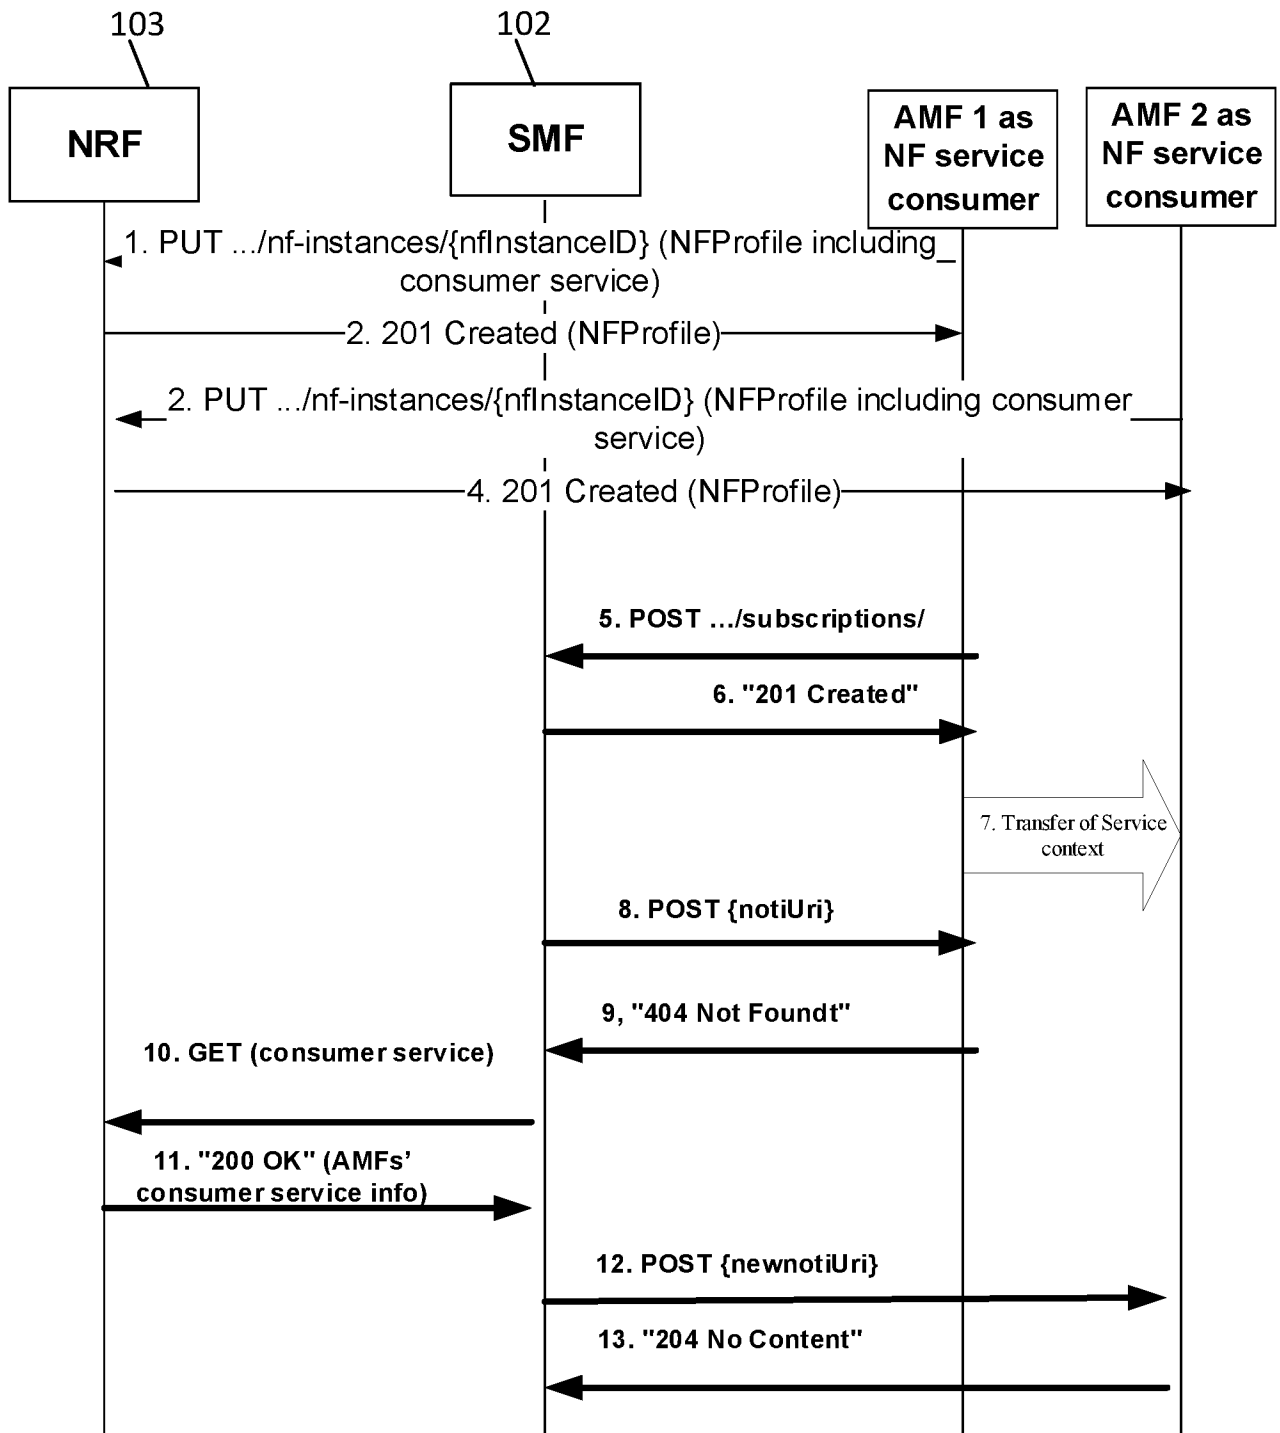 103
102
NRF
SMF
AMF 1 as
NF service
consumer
AMF 2 as
NF service
consumer
1. PUT .../nf-instances/{nfInstanceID} (NFProfile including
consumer service)
2. 201 Created (NFProfile)
2. PUT .../nf-instances/{nfInstanceID} (NFProfile including consumer
service)
4. 201 Created (NFProfile)
5. POST .../subscriptions/
6. "201 Created"
7. Transfer of Service
context
8. POST {notiUri}
9, "404 Not Foundt"
10. GET (consumer service)
11. "200 OK" (AMFs’
consumer service info)
12. POST {newnotiUri}
13. "204 No Content"